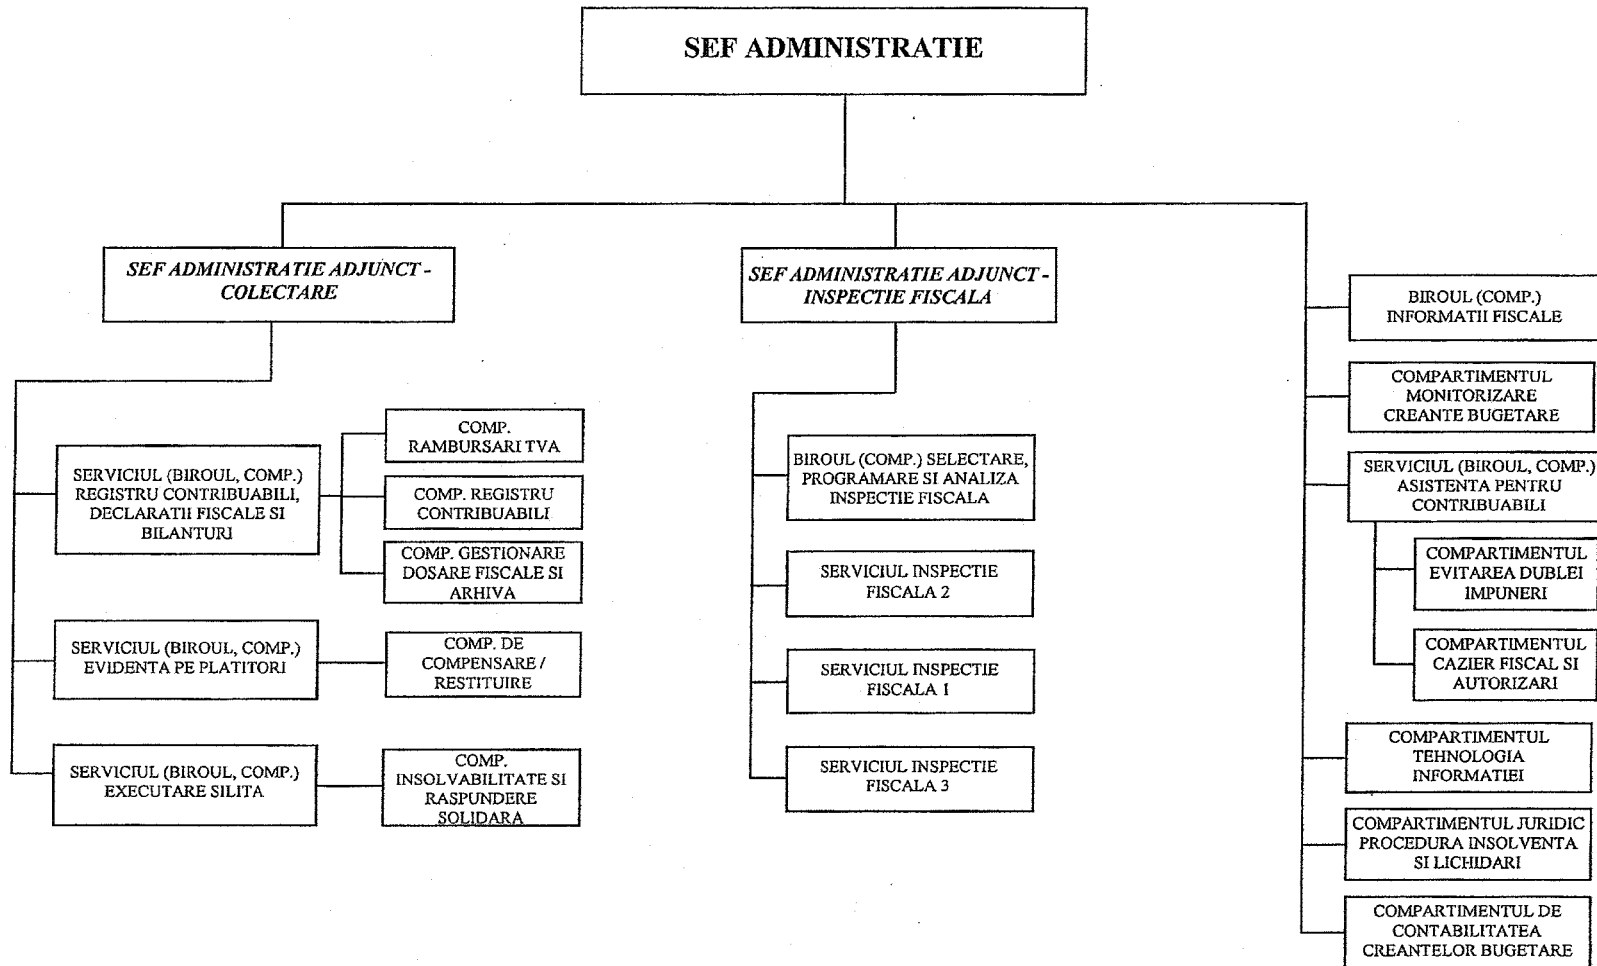 SEF ADMINISTRATIE
SEF ADMINISTRATIE ADJUNCT -
COLECTARE
SERVICIUL (BIROUL, COMP.)
REGISTRU CONTRIBUABILI,
DECLARATII FISCALE SI
BILANTURI
COMP.
RAMBURSARI TVA
COMP. REGISTRU
CONTRIBUABILI
COMP. GESTIONARE
DOSARE FISCALE SI
ARHIVA
SERVICIUL (BIROUL, COMP.)
EVIDENTA PE PLATITORI
COMP. DE
COMPENSARE /
RESTITUIRE
SERVICIUL (BIROUL, COMP.)
EXECUTARE SILITA
COMP.
INSOLVABILITATE SI
RASPUNDERE
SOLIDARA
SEF ADMINISTRATIE ADJUNCT -
INSPECTIE FISCALA
BIROUL (COMP.) SELECTARE,
PROGRAMARE SI ANALIZA
INSPECTIE FISCALA
SERVICIUL INSPECTIE
FISCALA 2
SERVICIUL INSPECTIE
FISCALA 1
SERVICIUL INSPECTIE
FISCALA 3
BIROUL (COMP.)
INFORMATII FISCALE
COMPARTIMENTUL
MONITORIZARE
CREANTE BUGETARE
SERVICIUL (BIROUL, COMP.)
ASISTENTA PENTRU
CONTRIBUABILI
COMPARTIMENTUL
EVITAREA DUBLEI
IMPUNERI
COMPARTIMENTUL
CAZIER FISCAL SI
AUTORIZARI
COMPARTIMENTUL
TEHNOLOGIA
INFORMATIEI
COMPARTIMENTUL JURIDIC
PROCEDURA INSOLVENTA
SI LICHIDARI
COMPARTIMENTUL DE
CONTABILITATEA
CREANTELOR BUGETARE